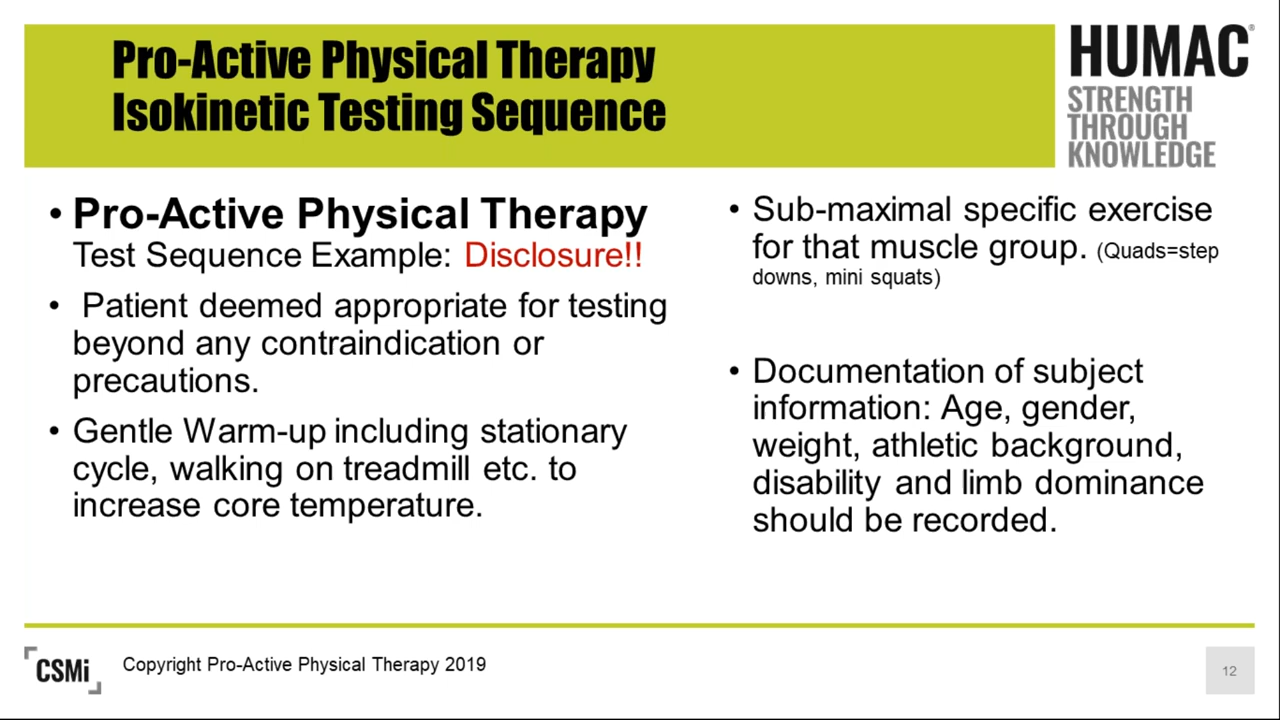 Pro-Active Physical Therapy
Isokinetic Testing Sequence
HUMAC®
STRENGTH
THROUGH
KNOWLEDGE
• Pro-Active Physical Therapy
Test Sequence Example: Disclosure!!
• Patient deemed appropriate for testing
beyond any contraindication or
precautions.
• Gentle Warm-up including stationary
cycle, walking on treadmill etc. to
increase core temperature.
• Sub-maximal specific exercise
for that muscle group. (Quads=step
downs, mini squats)
• Documentation of subject
information: Age, gender,
weight, athletic background,
disability and limb dominance
should be recorded.
CSMi
Copyright Pro-Active Physical Therapy 2019
12